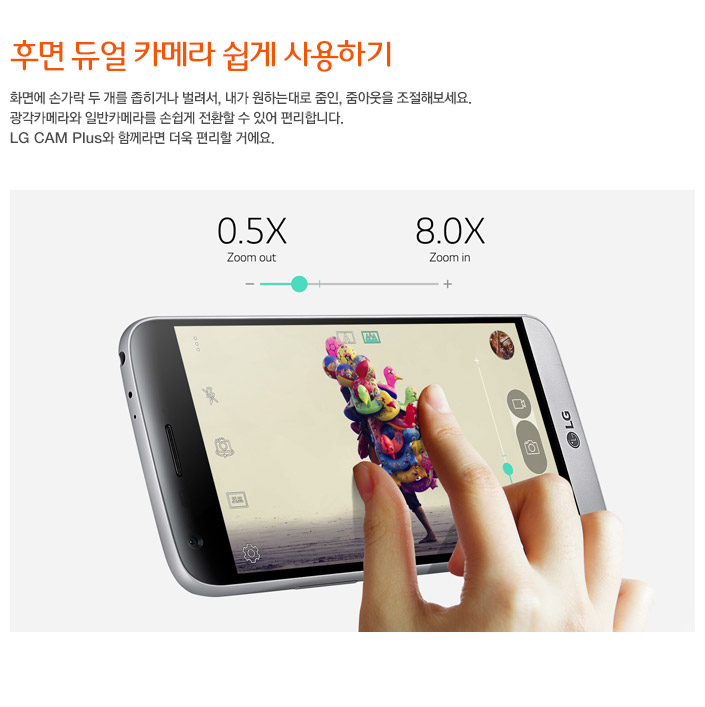 후면 듀얼 카메라 쉽게 사용하기
화면에 손가락 두 개를 좁히거나 벌려서, 내가 원하는대로 줌인, 줌아웃을 조절해보세요.
광각카메라와 일반카메라를 손쉽게 전환할 수 있어 편리합니다.
LG CAM Plus와 함께라면 더욱 편리할 거에요.
0.5X 8.0X
Zoom out Zoom in
LG